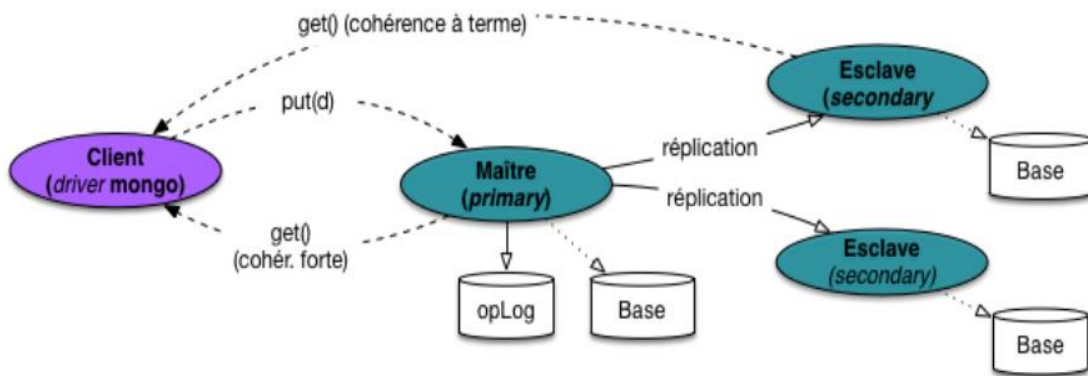 get() (cohérence à terme)
put(d)
Client
(driver mongo)
get()
(cohér. forte)
Maître
(primary)
opLog
Base
réplication
réplication
Esclave
(secondary
Base
Esclave
(secondary)
Base